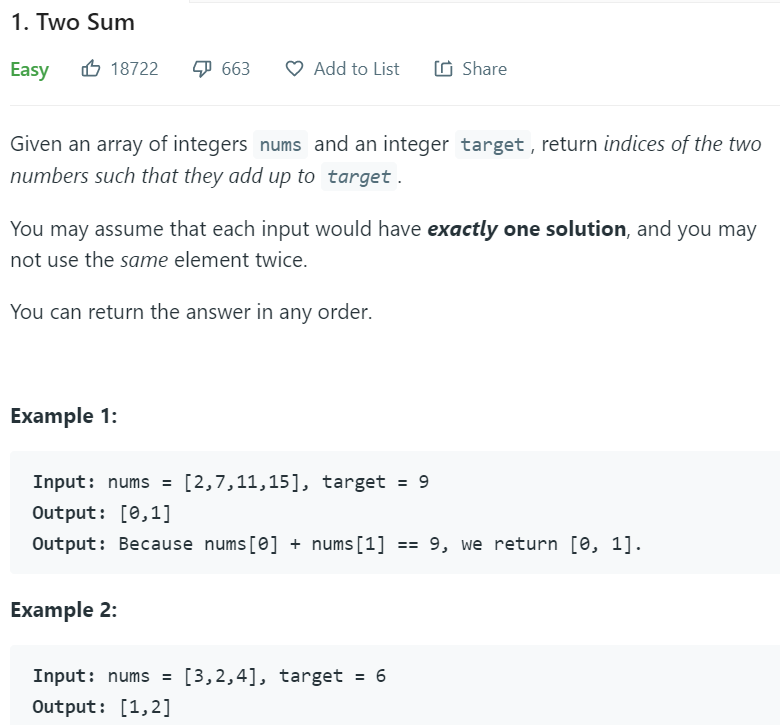 1. Two Sum
Easy 18722 663 Add to List Share
Given an array of integers nums and an integer target, return indices of the two
numbers such that they add up to target.
You may assume that each input would have exactly one solution, and you may
not use the same element twice.
You can return the answer in any order.
Example 1:
Input: nums = [2,7,11,15], target = 9
Output: [0,1]
Output: Because nums[0] + nums[1] == 9, we return [0, 1].
Example 2:
Input: nums = [3,2,4], target = 6
Output: [1,2]